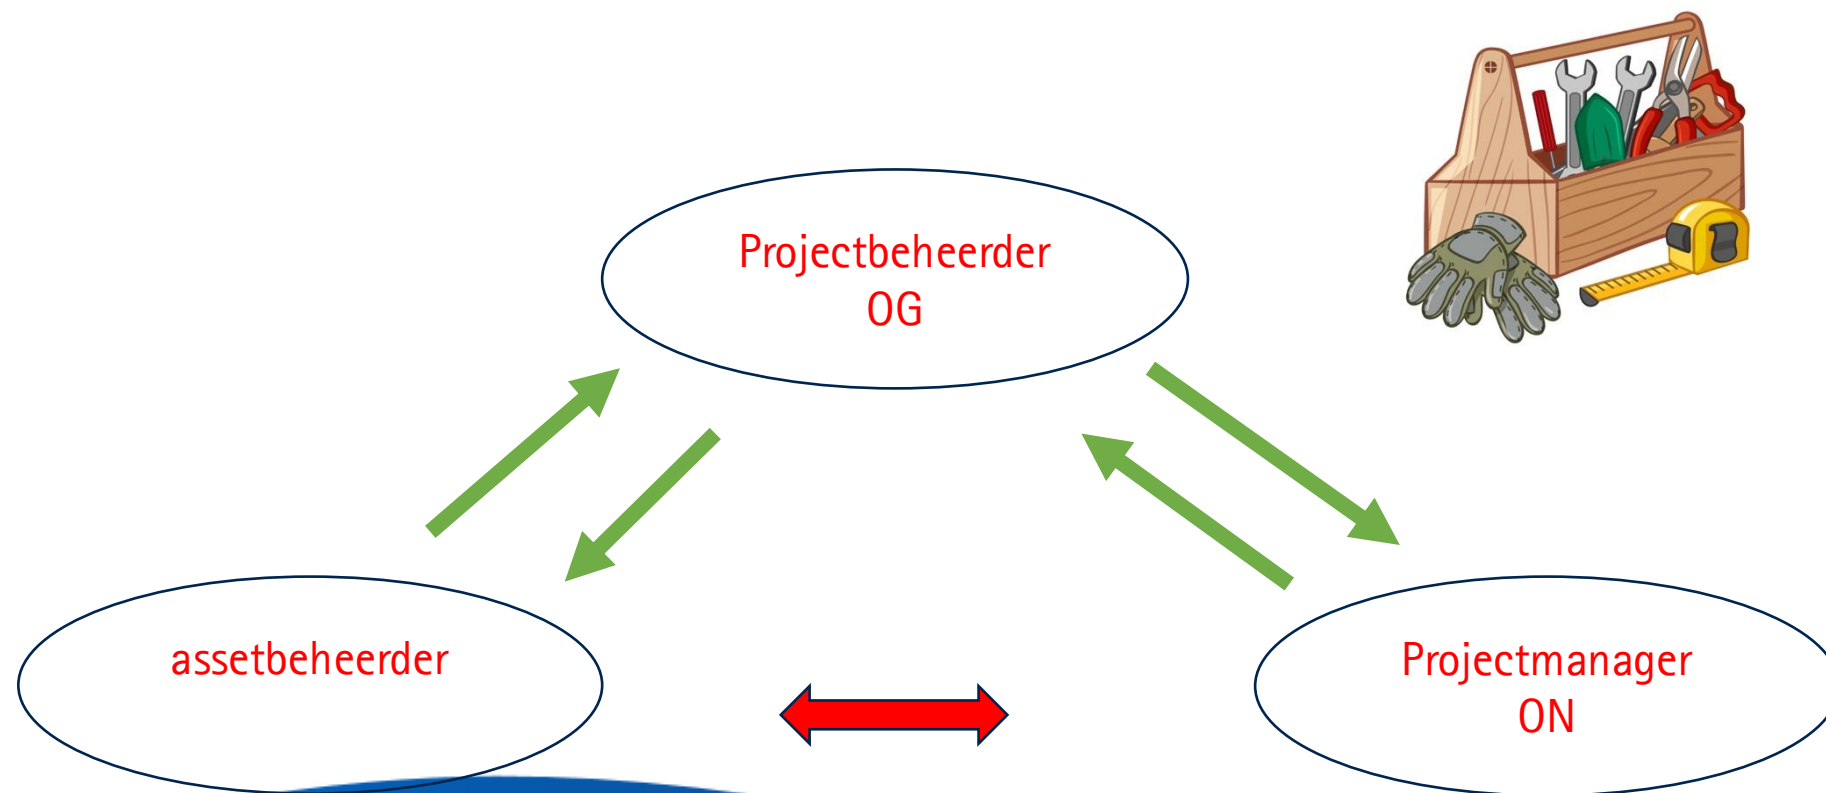 Projectbeheerder
OG
assetbeheerder
Projectmanager
ON